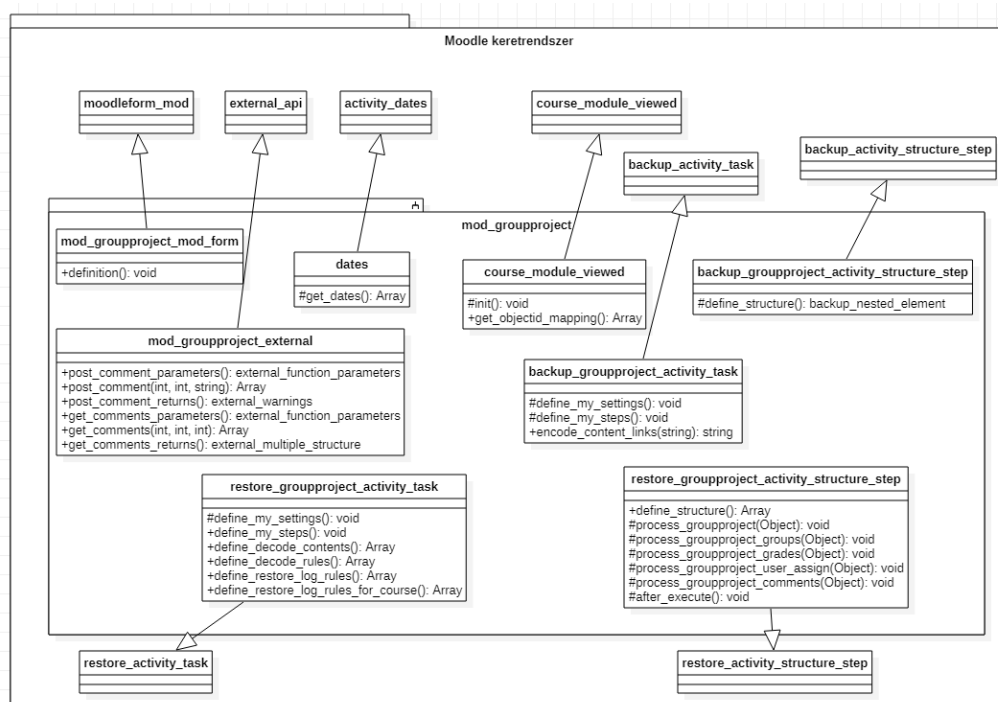 Moodle keretrendszer
moodleform_mod
external_api
activity_dates
course_module_viewed
backup_activity_task
backup_activity_structure_step
mod_groupproject
mod_groupproject_mod_form
+definition(): void
dates
#get_dates(): Array
course_module_viewed
#init(): void
+get_objectid_mapping(): Array
backup_groupproject_activity_structure_step
#define_structure(): backup_nested_element
mod_groupproject_external
+post_comment_parameters(): external_function_parameters
+post_comment(int, int, string): Array
+post_comment_returns(): external_warnings
+get_comments_parameters(): external_function_parameters
+get_comments(int, int, int): Array
+get_comments_returns(): external_multiple_structure
backup_groupproject_activity_task
#define_my_settings(): void
#define_my_steps(): void
+encode_content_links(string): string
restore_groupproject_activity_task
#define_my_settings(): void
+define_my_steps(): void
+define_decode_contents(): Array
+define_decode_rules(): Array
+define_restore_log_rules(): Array
+define_restore_log_rules_for_course(): Array
restore_groupproject_activity_structure_step
+define_structure(): Array
#process_groupproject(Object): void
#process_groupproject_groups(Object): void
#process_groupproject_grades(Object): void
#process_groupproject_user_assign(Object): void
#process_groupproject_comments(Object): void
#after_execute(): void
restore_activity_task
restore_activity_structure_step